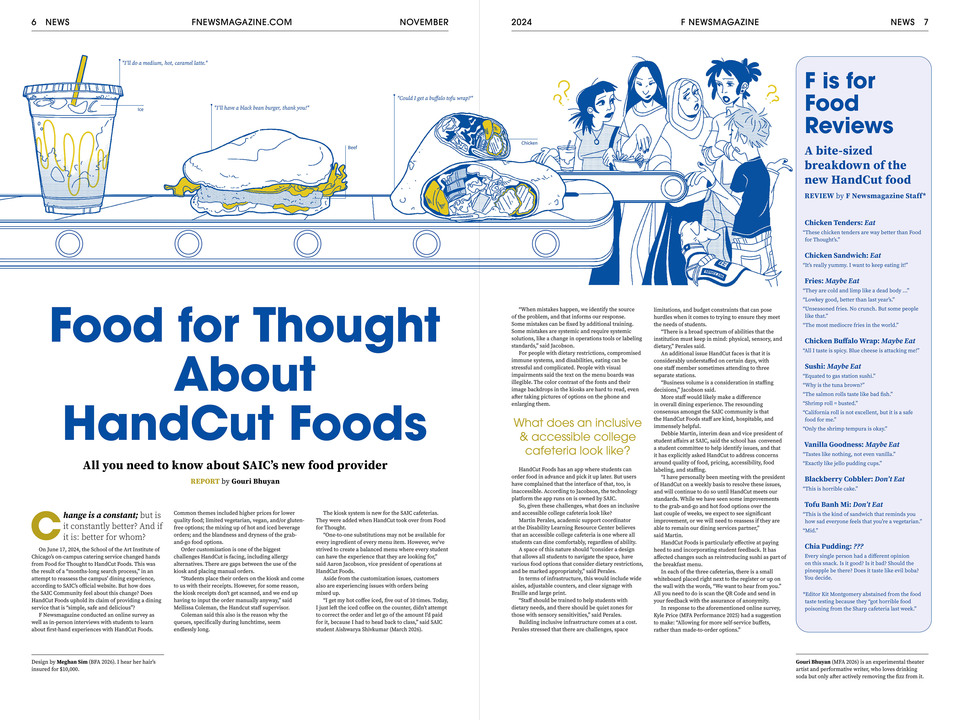 6 NEWS
FNEWSMAGAZINE.COM
NOVEMBER
2024
F NEWSMAGAZINE
NEWS 7
"I'll do a medium, hot, caramel latte."
Ice
"I'll have a black bean burger, thank you!"
Beef
"Could I get a buffalo tofu wrap?"
Chicken
Food for Thought
About
HandCut Foods
All you need to know about SAIC's new food provider
REPORT by Gouri Bhuyan
Change is a constant; but is
it constantly better? And if
it is: better for whom?
On June 17, 2024, the School of the Art Institute of
Chicago's on-campus catering service changed hands
from Food for Thought to HandCut Foods. This was
the result of a "months-long search process," in an
attempt to reassess the campus' dining experience,
according to SAIC's official website. But how does
the SAIC Community feel about this change? Does
HandCut Foods uphold its claim of providing a dining
service that is "simple, safe and delicious"?
F Newsmagazine conducted an online survey as
well as in-person interviews with students to learn
about first-hand experiences with HandCut Foods.
Common themes included higher prices for lower
quality food; limited vegetarian, vegan, and/or gluten-
free options; the mixing up of hot and iced beverage
orders; and the blandness and dryness of the grab-
and-go food options.
Order customization is one of the biggest
challenges HandCut is facing, including allergy
alternatives. There are gaps between the use of the
kiosk and placing manual orders.
"Students place their orders on the kiosk and come
to us with their receipts. However, for some reason,
the kiosk receipts don't get scanned, and we end up
having to input the order manually anyway," said
Mellissa Coleman, the Handcut staff supervisor.
Coleman said this also is the reason why the
queues, specifically during lunchtime, seem
endlessly long.
The kiosk system is new for the SAIC cafeterias.
They were added when HandCut took over from Food
for Thought.
"One-to-one substitutions may not be available for
every ingredient of every menu item. However, we've
strived to create a balanced menu where every student
can have the experience that they are looking for,"
said Aaron Jacobson, vice president of operations at
HandCut Foods.
Aside from the customization issues, customers
also are experiencing issues with orders being
mixed up.
"I get my hot coffee iced, five out of 10 times. Today,
I just left the iced coffee on the counter, didn't attempt
to correct the order and let go of the amount I'd paid
for it, because I had to head back to class," said SAIC
student Aishwarya Shivkumar (March 2026).
"When mistakes happen, we identify the source
of the problem, and that informs our response.
Some mistakes can be fixed by additional training.
Some mistakes are systemic and require systemic
solutions, like a change in operations tools or labeling
standards," said Jacobson.
For people with dietary restrictions, compromised
immune systems, and disabilities, eating can be
stressful and complicated. People with visual
impairments said the text on the menu boards was
illegible. The color contrast of the fonts and their
image backdrops in the kiosks are hard to read, even
after taking pictures of options on the phone and
enlarging them.
What does an inclusive
& accessible college
cafeteria look like?
HandCut Foods has an app where students can
order food in advance and pick it up later. But users
have complained that the interface of that, too, is
inaccessible. According to Jacobson, the technology
platform the app runs on is owned by SAIC.
So, given these challenges, what does an inclusive
and accessible college cafeteria look like?
Martin Perales, academic support coordinator
at the Disability Learning Resource Center believes
that an accessible college cafeteria is one where all
students can dine comfortably, regardless of ability.
A space of this nature should "consider a design
that allows all students to navigate the space, have
various food options that consider dietary restrictions,
and be marked appropriately," said Perales.
In terms of infrastructure, this would include wide
aisles, adjustable counters, and clear signage with
Braille and large print.
"Staff should be trained to help students with
dietary needs, and there should be quiet zones for
those with sensory sensitivities," said Perales.
Building inclusive infrastructure comes at a cost.
Perales stressed that there are challenges, space
limitations, and budget constraints that can pose
hurdles when it comes to trying to ensure they meet
the needs of students.
"There is a broad spectrum of abilities that the
institution must keep in mind: physical, sensory, and
dietary," Perales said.
An additional issue HandCut faces is that it is
considerably understaffed on certain days, with
one staff member sometimes attending to three
separate stations.
"Business volume is a consideration in staffing
decisions," Jacobson said.
More staff would likely make a difference
in overall dining experience. The resounding
consensus amongst the SAIC community is that
the HandCut Foods staff are kind, hospitable, and
immensely helpful.
Debbie Martin, interim dean and vice president of
student affairs at SAIC, said the school has convened
a student committee to help identify issues, and that
it has explicitly asked HandCut to address concerns
around quality of food, pricing, accessibility, food
labeling, and staffing.
"I have personally been meeting with the president
of HandCut on a weekly basis to resolve these issues,
and will continue to do so until HandCut meets our
standards. While we have seen some improvements
to the grab-and-go and hot food options over the
last couple of weeks, we expect to see significant
improvement, or we will need to reassess if they are
able to remain our dining services partner,"
said Martin.
HandCut Foods is particularly effective at paying
heed to and incorporating student feedback. It has
affected changes such as reintroducing sushi as part of
the breakfast menu.
In each of the three cafeterias, there is a small
whiteboard placed right next to the register or up on
the wall with the words, "We want to hear from you."
All you need to do is scan the QR Code and send in
your feedback with the assurance of anonymity.
In response to the aforementioned online survey,
Kyle Price (MFA Performance 2025) had a suggestion
to make: "Allowing for more self-service buffets,
rather than made-to-order options."
F is for
Food
Reviews
A bite-sized
breakdown of the
new HandCut food
REVIEW by F Newsmagazine Staff*
Chicken Tenders: Eat
"These chicken tenders are way better than Food
for Thought's."
Chicken Sandwich: Eat
"It's really yummy. I want to keep eating it!"
Fries: Maybe Eat
"They are cold and limp like a dead body ..."
"Lowkey good, better than last year's."
"Unseasoned fries. No crunch. But some people
like that."
"The most mediocre fries in the world."
Chicken Buffalo Wrap: Maybe Eat
"All I taste is spicy. Blue cheese is attacking me!"
Sushi: Maybe Eat
"Equated to gas station sushi."
"Why is the tuna brown?"
"The salmon rolls taste like bad fish."
"Shrimp roll = busted."
"California roll is not excellent, but it is a safe
food for me."
"Only the shrimp tempura is okay."
Vanilla Goodness: Maybe Eat
"Tastes like nothing, not even vanilla."
"Exactly like jello pudding cups."
Blackberry Cobbler: Don't Eat
"This is horrible cake."
Tofu Banh Mi: Don't Eat
"This is the kind of sandwich that reminds you
how sad everyone feels that you're a vegetarian."
"Mid."
Chia Pudding: ???
Every single person had a different opinion
on this snack. Is it good? Is it bad? Should the
pineapple be there? Does it taste like evil boba?
You decide.
*Editor Kit Montgomery abstained from the food
taste testing because they "got horrible food
poisoning from the Sharp cafeteria last week."
Design by Meghan Sim (BFA 2026). I hear her hair's
insured for $10,000.
Gouri Bhuyan (MFA 2026) is an experimental theater
artist and performative writer, who loves drinking
soda but only after actively removing the fizz from it.